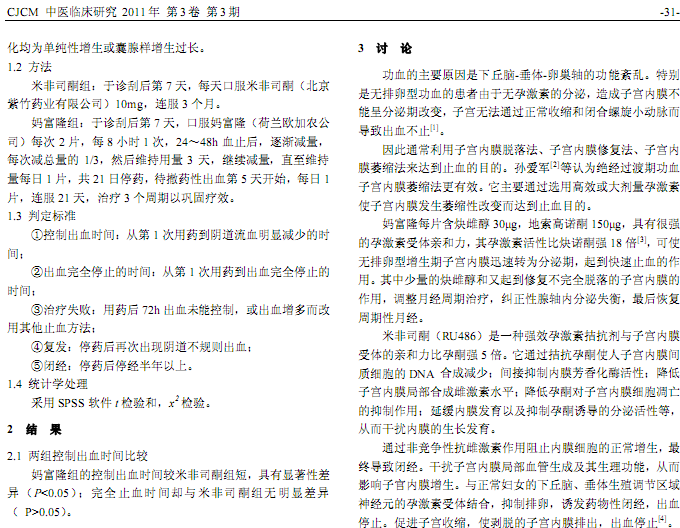 CJCM 中医临床研究 2011 年 第 3 卷 第 3 期 -31-
化均为单纯性增生或囊腺样增生过长。
1.2 方法
米非司酮组：于诊刮后第 7 天，每天口服米非司酮（北京
紫竹药业有限公司）10mg，连服 3 个月。
妈富隆组：于诊刮后第 7 天，口服妈富隆（荷兰欧加农公
司）每次 2 片，每 8 小时 1 次，24～48h 血止后，逐渐减量，
每次减总量的 1/3，然后维持用量 3 天，继续减量，直至维持
量每日 1 片，共 21 日停药，待撤药性出血第 5 天开始，每日 1
片，连服 21 天，治疗 3 个周期以巩固疗效。
1.3 判定标准
①控制出血时间：从第 1 次用药到阴道流血明显减少的时
间；
②出血完全停止的时间：从第 1 次用药到出血完全停止的
时间；
③治疗失败：用药后 72h 出血未能控制，或出血增多而改
用其他止血方法；
④复发：停药后再次出现阴道不规则出血；
⑤闭经：停药后停经半年以上。
1.4 统计学处理
采用 SPSS 软件 t 检验和，x² 检验。
2 结 果
2.1 两组控制出血时间比较
妈富隆组的控制出血时间较米非司酮组短，具有显著性差
异（P<0.05）；完全止血时间却与米非司酮组无明显差异
（ P>0.05）。
3 讨 论
功血的主要原因是下丘脑-垂体-卵巢轴的功能紊乱。特别
是无排卵型功血的患者由于无孕激素的分泌，造成子宫内膜不
能呈分泌期改变，子宫无法通过正常收缩和闭合螺旋小动脉而
导致出血不止[1]。
因此通常利用子宫内膜脱落法、子宫内膜修复法、子宫内
膜萎缩法来达到止血的目的。孙爱军[2]等认为绝经过渡期功血
子宫内膜萎缩法更有效。它主要通过选用高效或大剂量孕激素
使子宫内膜发生萎缩性改变而达到止血目的。
妈富隆每片含炔雌醇 30μg，地索高诺酮 150μg，具有很强
的孕激素受体亲和力，其孕激素活性比炔诺酮强 18 倍[3]，可使
无排卵型增生期子宫内膜迅速转为分泌期，起到快速止血的作
用。其中少量的炔雌醇和又起到修复不完全脱落的子宫内膜的
作用，调整月经周期治疗，纠正性腺轴内分泌失衡，最后恢复
周期性月经。
米非司酮（RU486）是一种强效孕激素拮抗剂与子宫内膜
受体的亲和力比孕酮强 5 倍。它通过拮抗孕酮使人子宫内膜间
质细胞的 DNA 合成减少；间接抑制内膜芳香化酶活性；降低
子宫内膜局部合成雌激素水平；降低孕酮对子宫内膜细胞凋亡
的抑制作用；延缓内膜发育以及抑制孕酮诱导的分泌活性等，
从而干扰内膜的生长发育。
通过非竞争性抗雌激素作用阻止内膜细胞的正常增生，最
终导致闭经。干扰子宫内膜局部血管生成及其生理功能，从而
影响子宫内膜增生。与正常妇女的下丘脑、垂体生殖调节区域
神经元的孕激素受体结合，抑制排卵，诱发药物性闭经，出血
停止。促进子宫收缩，使剥脱的子宫内膜排出，出血停止[4]。